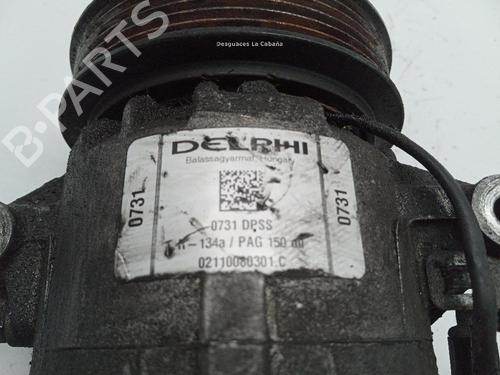 Desguaces La Cabaña
B-PARTS
DELPHI
Balassagyarmat, Hungary
0731
0731
0731 DPSS
R-134a / PAG 150 ml
02110080301.C